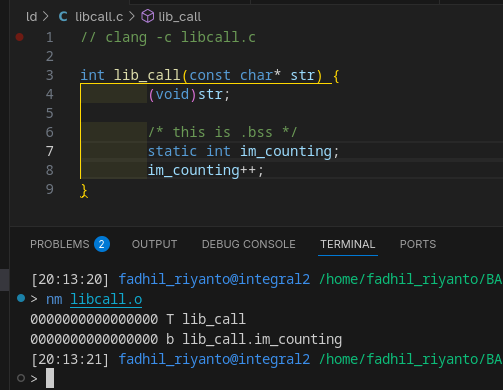 ld > C libcall.c > lib_call
1 // clang -c libcall.c
2
3 int lib_call(const char* str) {
4 (void)str;
5
6 /* this is .bss */
7 static int im_counting;
8 im_counting++;
9 }
PROBLEMS 2 OUTPUT DEBUG CONSOLE TERMINAL PORTS
[20:13:20] fadhil_riyanto@integral2 /home/fadhil_riyanto/BA
> nm libcall.o
0000000000000000 T lib_call
0000000000000000 b lib_call.im_counting
[20:13:21] fadhil_riyanto@integral2 /home/fadhil_riyanto/BA
>